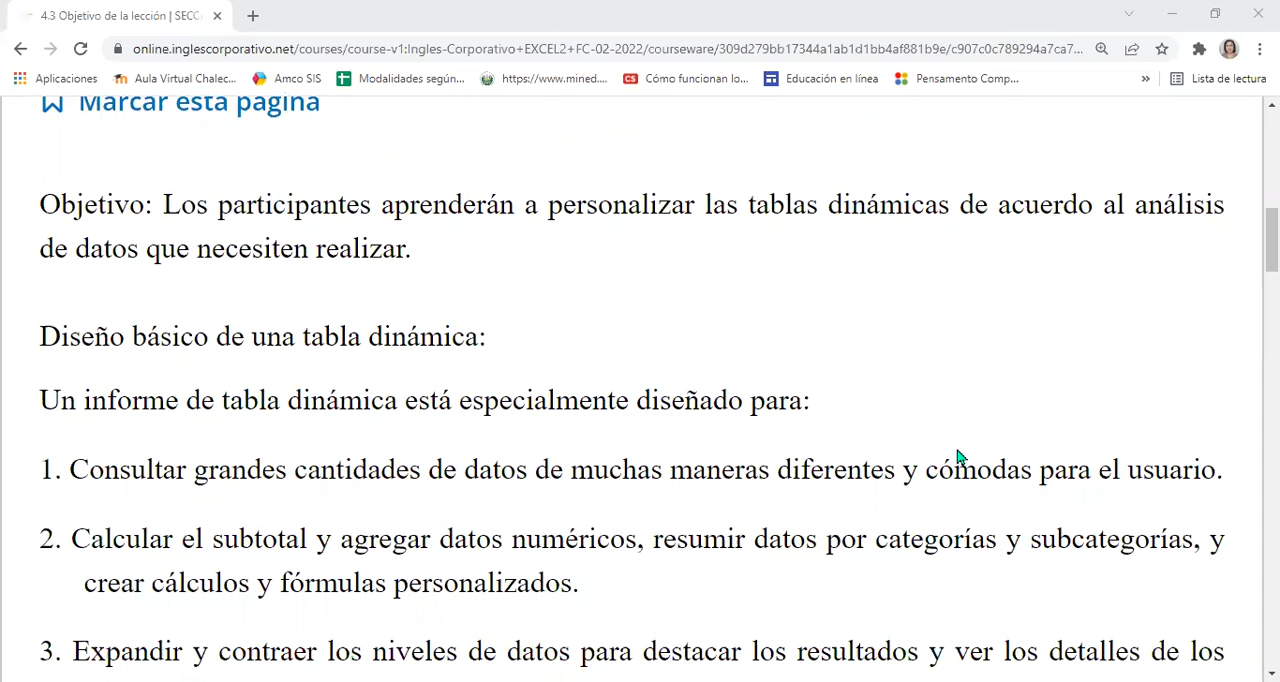 4.3 Objetivo de la lección | SECC
online.inglescorporativo.net/courses/course-v1:Ingles-Corporativo+EXCEL2+FC-02-2022/courseware/309d279bb17344a1ab1d1bb4af881b9e/c907c0c789294a7ca7...
Aplicaciones Aula Virtual Chalec... Amco SIS Modalidades según,... https://www.mined.... CS Cómo funcionan lo... Educación en línea Pensamento Comp... » Lista de lectura
Marcar esta página
Objetivo: Los participantes aprenderán a personalizar las tablas dinámicas de acuerdo al análisis
de datos que necesiten realizar.
Diseño básico de una tabla dinámica:
Un informe de tabla dinámica está especialmente diseñado para:
1. Consultar grandes cantidades de datos de muchas maneras diferentes y cómodas para el usuario.
2. Calcular el subtotal y agregar datos numéricos, resumir datos por categorías y subcategorías, y
crear cálculos y fórmulas personalizados.
3. Expandir y contraer los niveles de datos para destacar los resultados y ver los detalles de los